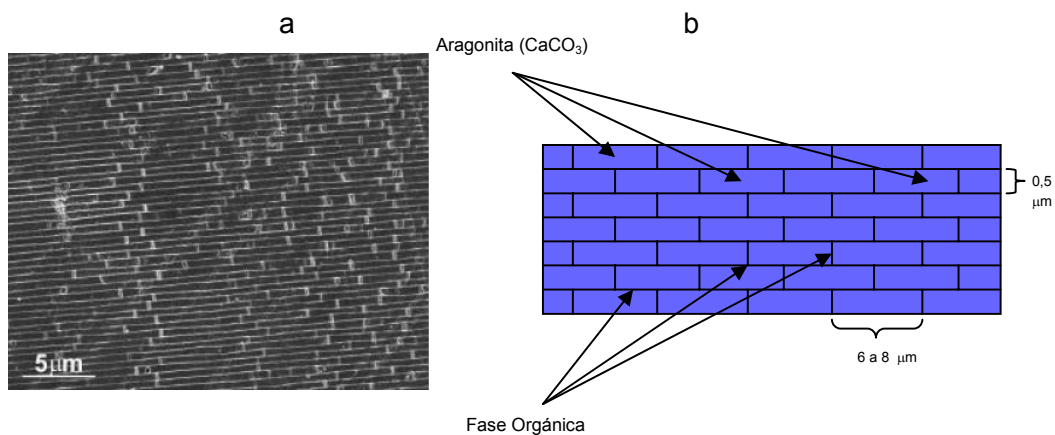 a
b
Aragonita (CaCO₃)
0,5
μm
5μm
6 a 8 μm
Fase Orgánica